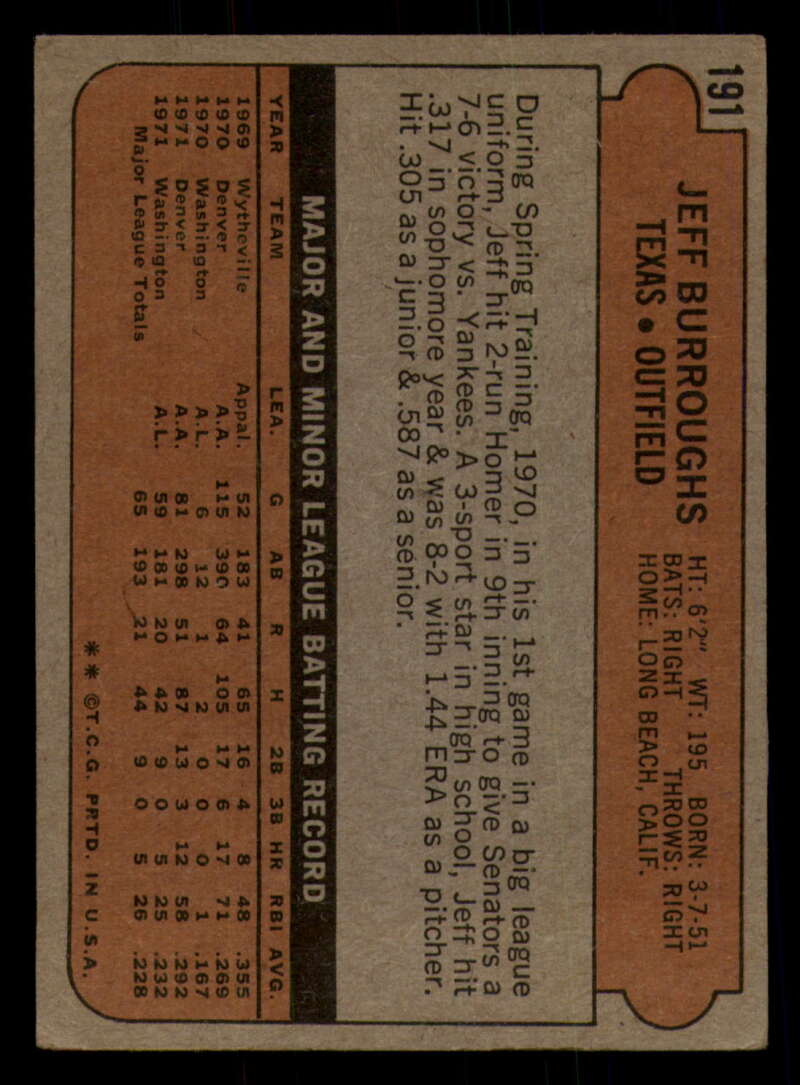 191
JEFF BURROUGHS
TEXAS • OUTFIELD
HT: 6'2" WT: 195 BORN: 3-7-51
BATS: RIGHT THROWS: RIGHT
HOME: LONG BEACH, CALIF.
During Spring Training, 1970, in his 1st game in a big league
uniform, Jeff hit 2-run Homer in 9th inning to give Senators a
7-6 victory vs. Yankees. A 3-sport star in high school, Jeff hit
.317 in sophomore year & was 8-2 with 1.44 ERA as a pitcher.
Hit .305 as a junior & .587 as a senior.
MAJOR AND MINOR LEAGUE BATTING RECORD
YEAR TEAM LEA. G AB R H 2B 3B HR RBI AVG.
1969 Wytheville Appal. 52 183 41 65 16 4 8 48 .355
1970 Denver A.A. 115 390 64 105 17 6 17 71 .269
1970 Washington A.L. 6 12 1 2 0 0 0 1 .167
1971 Denver A.A. 81 298 51 87 13 3 12 58 .292
1971 Washington A.L. 59 181 20 42 9 0 5 25 .232
Major League Totals 65 193 21 44 9 0 5 26 .228
** ©T.C.G. PRTD. IN U.S.A.